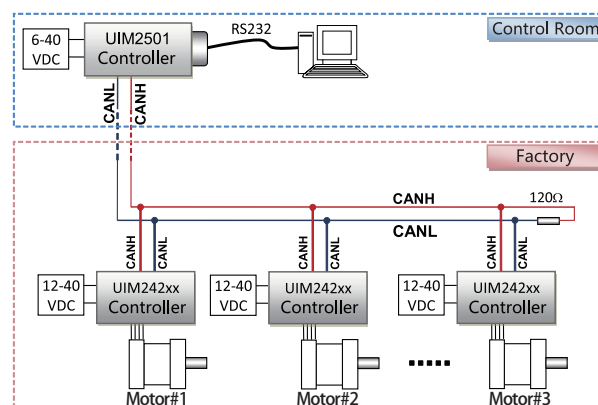 Control Room
6-40
VDC
UIM2501
Controller
RS232
CANL
CANH
Factory
CANH
120Ω
CANL
CANH
CANL
CANH
CANL
CANH
CANL
12-40
VDC
UIM242xx
Controller
12-40
VDC
UIM242xx
Controller
12-40
VDC
UIM242xx
Controller
Motor#1
Motor#2
Motor#3